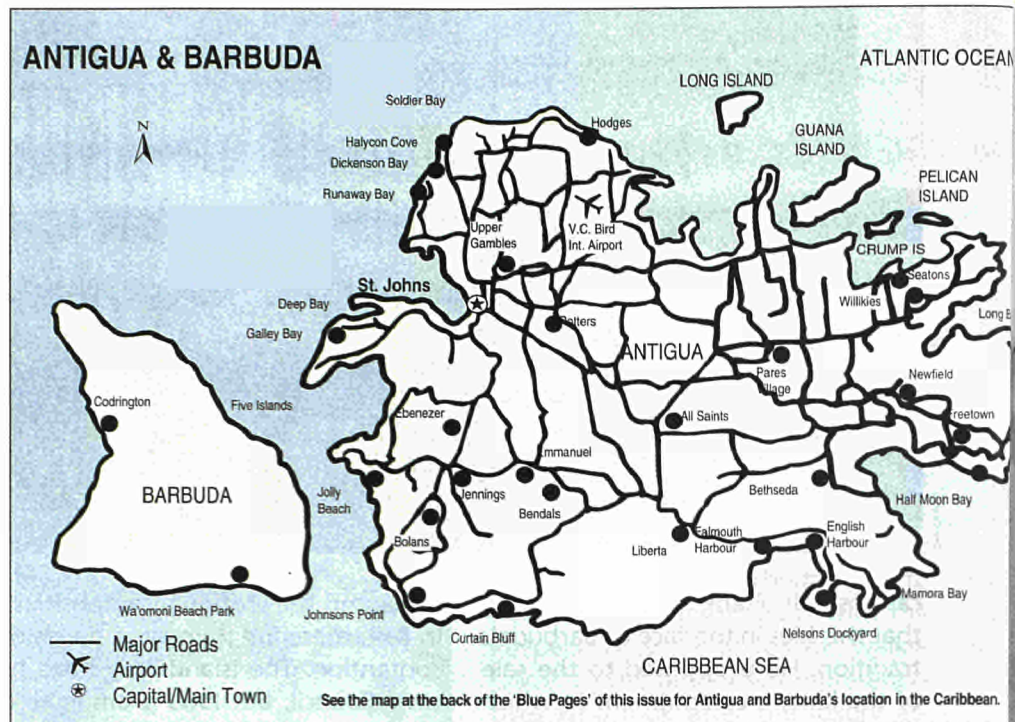 ANTIGUA & BARBUDA
ATLANTIC OCEAN
LONG ISLAND
Soldier Bay
N
Hodges
Halycon Cove
GUANA
ISLAND
Dickenson Bay
PELICAN
ISLAND
Runaway Bay
Upper
Gambles
V.C. Bird
Int. Airport
CRUMP IS
Seatons
St. Johns
Willikies
Deep Bay
Long
Galley Bay
Potters
ANTIGUA
Pares
Village
Newfield
Codrington
Five Islands
Ebenezer
All Saints
Freetown
Emmanuel
BARBUDA
Jolly
Beach
Jennings
Bethseda
Half Moon Bay
Bendals
Bolans
Liberta
Falmouth
Harbour
English
Harbour
Mamora Bay
Wa'omoni Beach Park
Johnsons Point
Curtain Bluff
Nelsons Dockyard
Major Roads
Airport
Capital/Main Town
CARIBBEAN SEA
See the map at the back of the 'Blue Pages' of this issue for Antigua and Barbuda's location in the Caribbean.